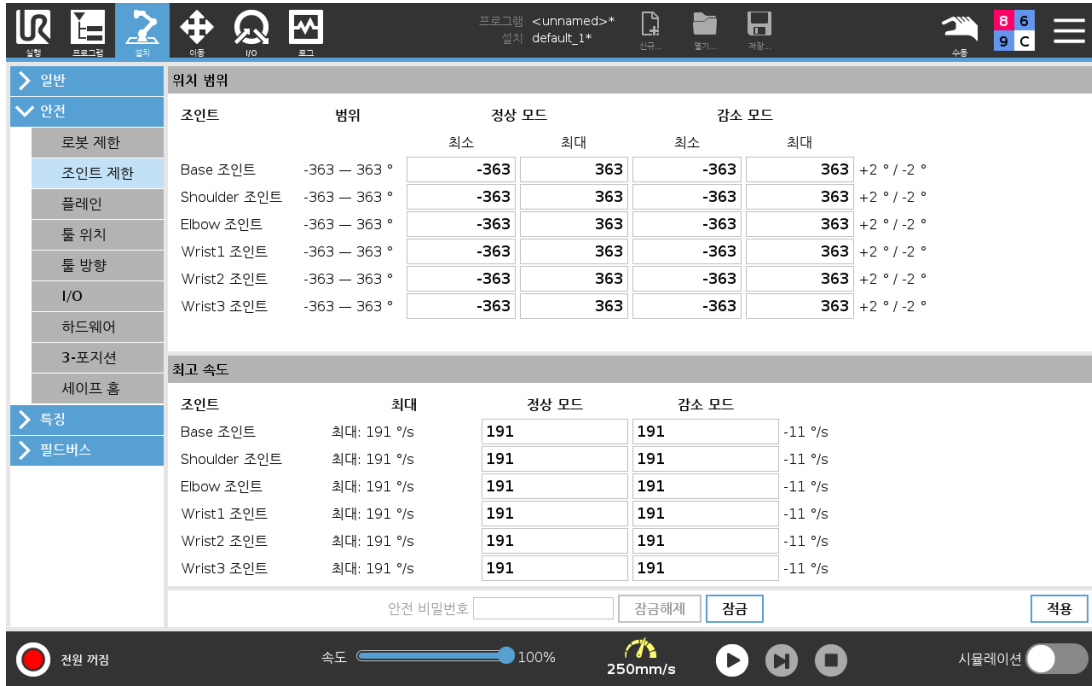 UR
프로그램 <unnamed>*
설치 default_1*
8 6
9 C
실행 프로그램 설치 이동 I/O 로그 신규... 열기... 저장... 수동
일반
안전
로봇 제한
조인트 제한
플레인
툴 위치
툴 방향
I/O
하드웨어
3-포지션
세이프 홈
특징
필드버스
위치 범위
조인트 범위 정상 모드 감소 모드
최소 최대 최소 최대
Base 조인트 -363 — 363 ° -363 363 -363 363 +2 ° / -2 °
Shoulder 조인트 -363 — 363 ° -363 363 -363 363 +2 ° / -2 °
Elbow 조인트 -363 — 363 ° -363 363 -363 363 +2 ° / -2 °
Wrist1 조인트 -363 — 363 ° -363 363 -363 363 +2 ° / -2 °
Wrist2 조인트 -363 — 363 ° -363 363 -363 363 +2 ° / -2 °
Wrist3 조인트 -363 — 363 ° -363 363 -363 363 +2 ° / -2 °
최고 속도
조인트 최대 정상 모드 감소 모드
Base 조인트 최대: 191 °/s 191 191 -11 °/s
Shoulder 조인트 최대: 191 °/s 191 191 -11 °/s
Elbow 조인트 최대: 191 °/s 191 191 -11 °/s
Wrist1 조인트 최대: 191 °/s 191 191 -11 °/s
Wrist2 조인트 최대: 191 °/s 191 191 -11 °/s
Wrist3 조인트 최대: 191 °/s 191 191 -11 °/s
안전 비밀번호 잠금해제 잠금 적용
전원 꺼짐 속도 100% 250mm/s 시뮬레이션